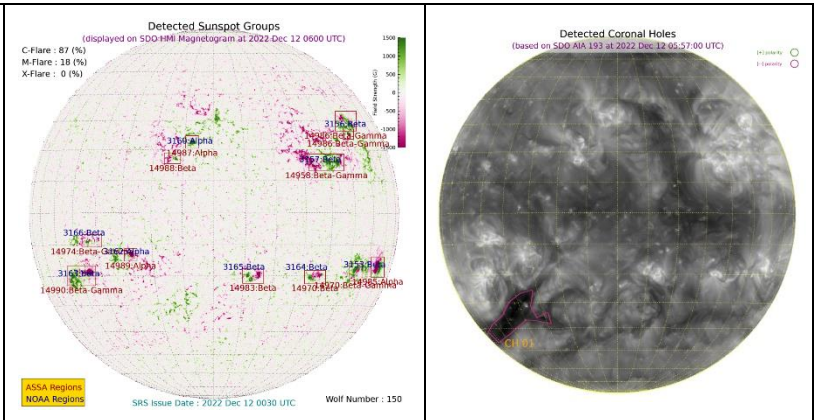 Detected Sunspot Groups
(displayed on SDO HMI Magnetogram at 2022 Dec 12 0600 UTC)
C-Flare : 87 (%)
M-Flare : 18 (%)
X-Flare : 0 (%)
1500
1000
500
0
-500
-1000
Field Strength (G)
3156:Beta
14986:Beta-Gamma
3160:Alpha
14987:Alpha
14988:Beta
3157:Beta
14958:Beta-Gamma
3166:Beta
14989:Alpha
3163:Beta
14990:Beta-Gamma
3165:Beta
14983:Beta
3164:Beta
14970:Beta
3153:Beta
14985:Alpha
ASSA Regions
NOAA Regions
SRS Issue Date : 2022 Dec 12 0030 UTC
Wolf Number : 150
Detected Coronal Holes
(based on SDO AIA 193 at 2022 Dec 12 05:57:00 UTC)
(+)polarity
(-)polarity
CH 01